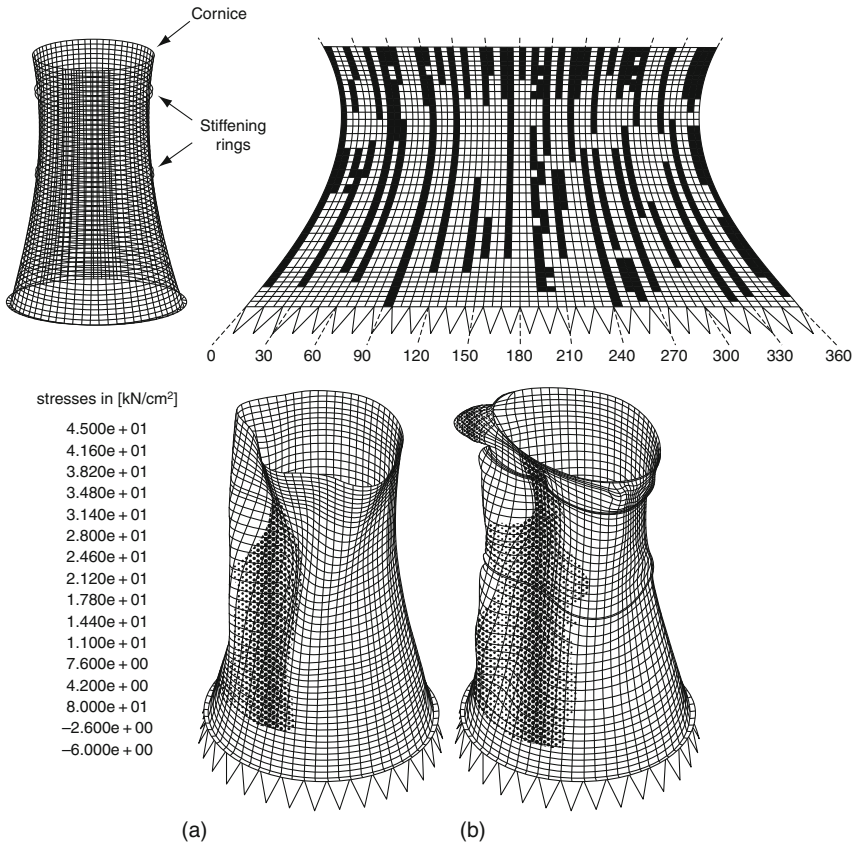 Cornice
Stiffening
rings
0 30 60 90 120 150 180 210 240 270 300 330 360
stresses in [kN/cm²]
4.500e + 01
4.160e + 01
3.820e + 01
3.480e + 01
3.140e + 01
2.800e + 01
2.460e + 01
2.120e + 01
1.780e + 01
1.440e + 01
1.100e + 01
7.600e + 00
4.200e + 00
8.000e + 01
–2.600e + 00
–6.000e + 00
(a) (b)